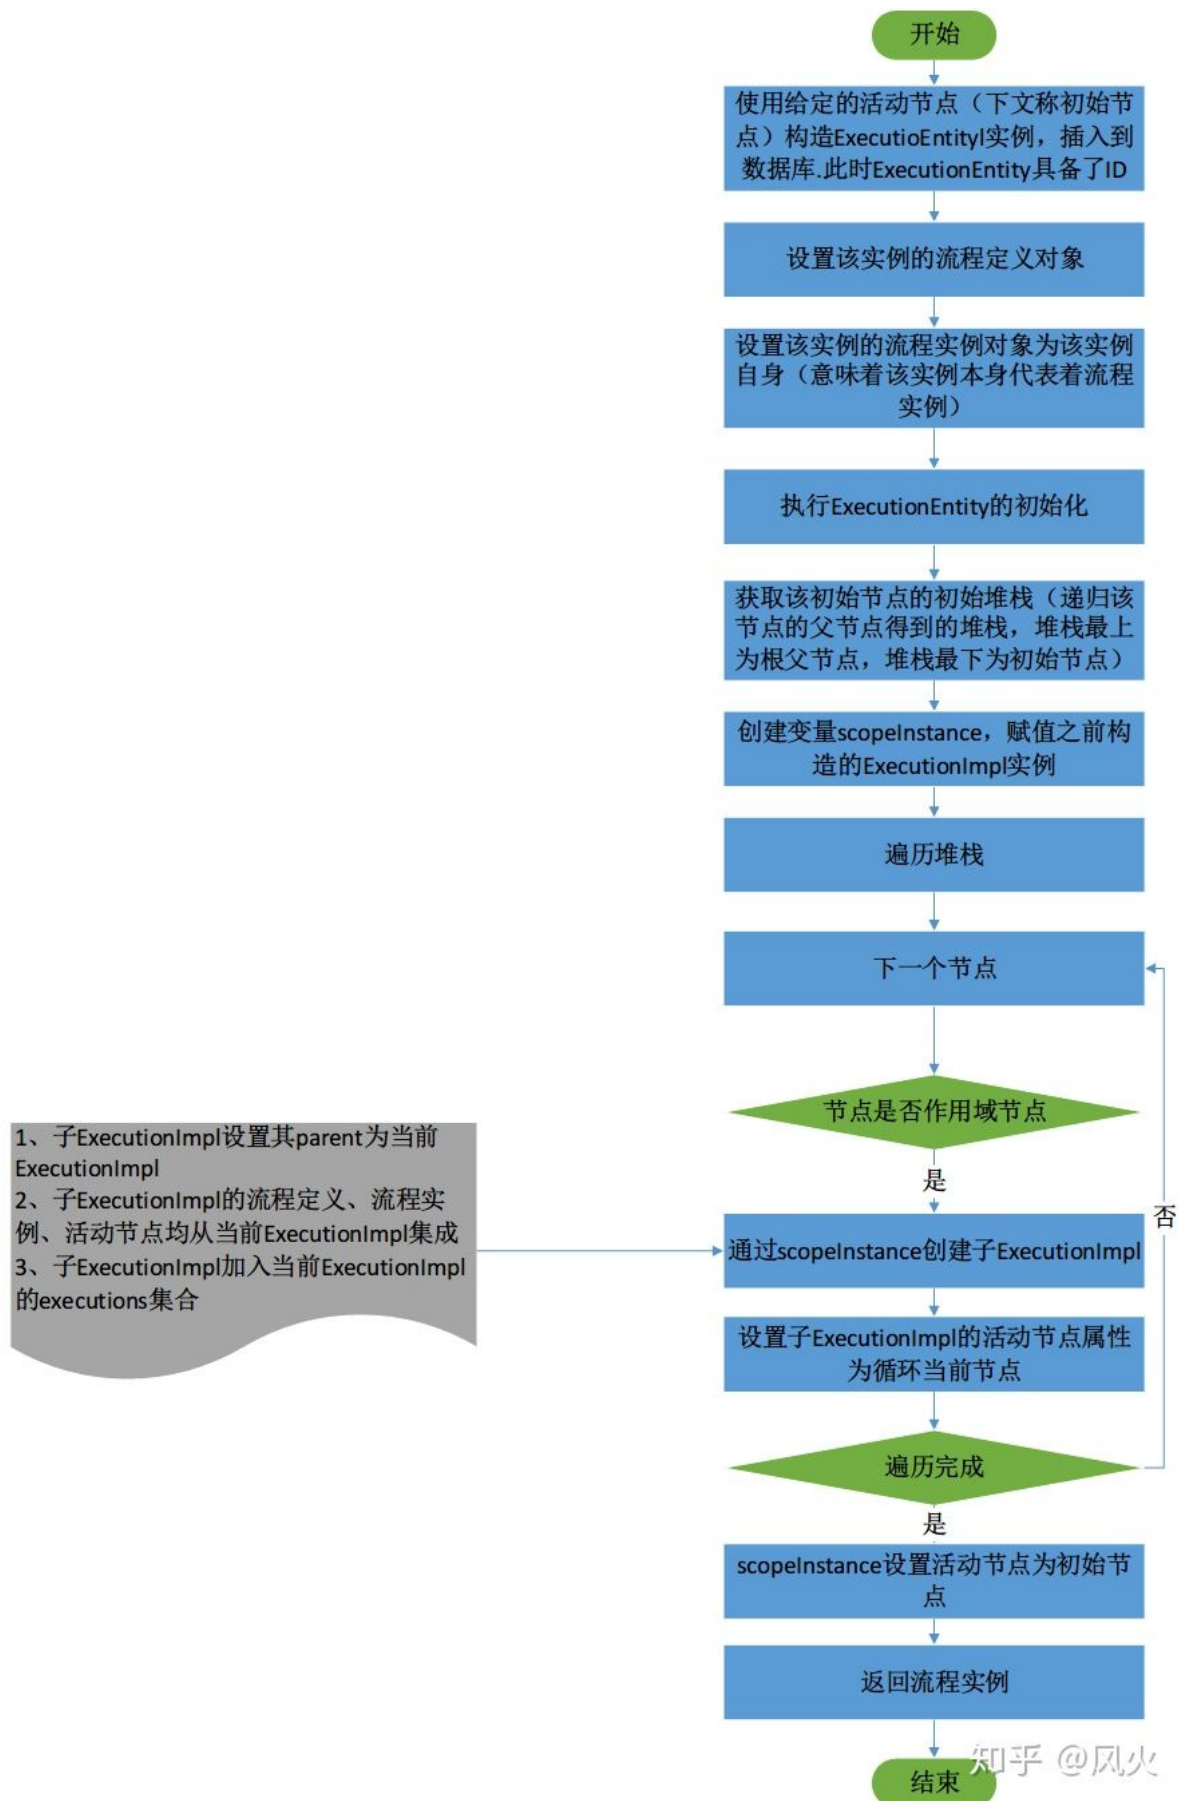 开始
使用给定的活动节点（下文称初始节
点）构造ExecutioEntityl实例，插入到
数据库.此时ExecutionEntity具备了ID
设置该实例的流程定义对象
设置该实例的流程实例对象为该实例
自身（意味着该实例本身代表着流程
实例）
执行ExecutionEntity的初始化
获取该初始节点的初始堆栈（递归该
节点的父节点得到的堆栈，堆栈最上
为根父节点，堆栈最下为初始节点）
创建变量scopeInstance，赋值之前构
造的ExecutionImpl实例
遍历堆栈
下一个节点
节点是否作用域节点
是
否
1、子ExecutionImpl设置其parent为当前
ExecutionImpl
2、子ExecutionImpl的流程定义、流程实
例、活动节点均从当前ExecutionImpl集成
3、子ExecutionImpl加入当前ExecutionImpl
的executions集合
通过scopeInstance创建子ExecutionImpl
设置子ExecutionImpl的活动节点属性
为循环当前节点
遍历完成
是
scopeInstance设置活动节点为初始节
点
返回流程实例
结束
知乎 @风火